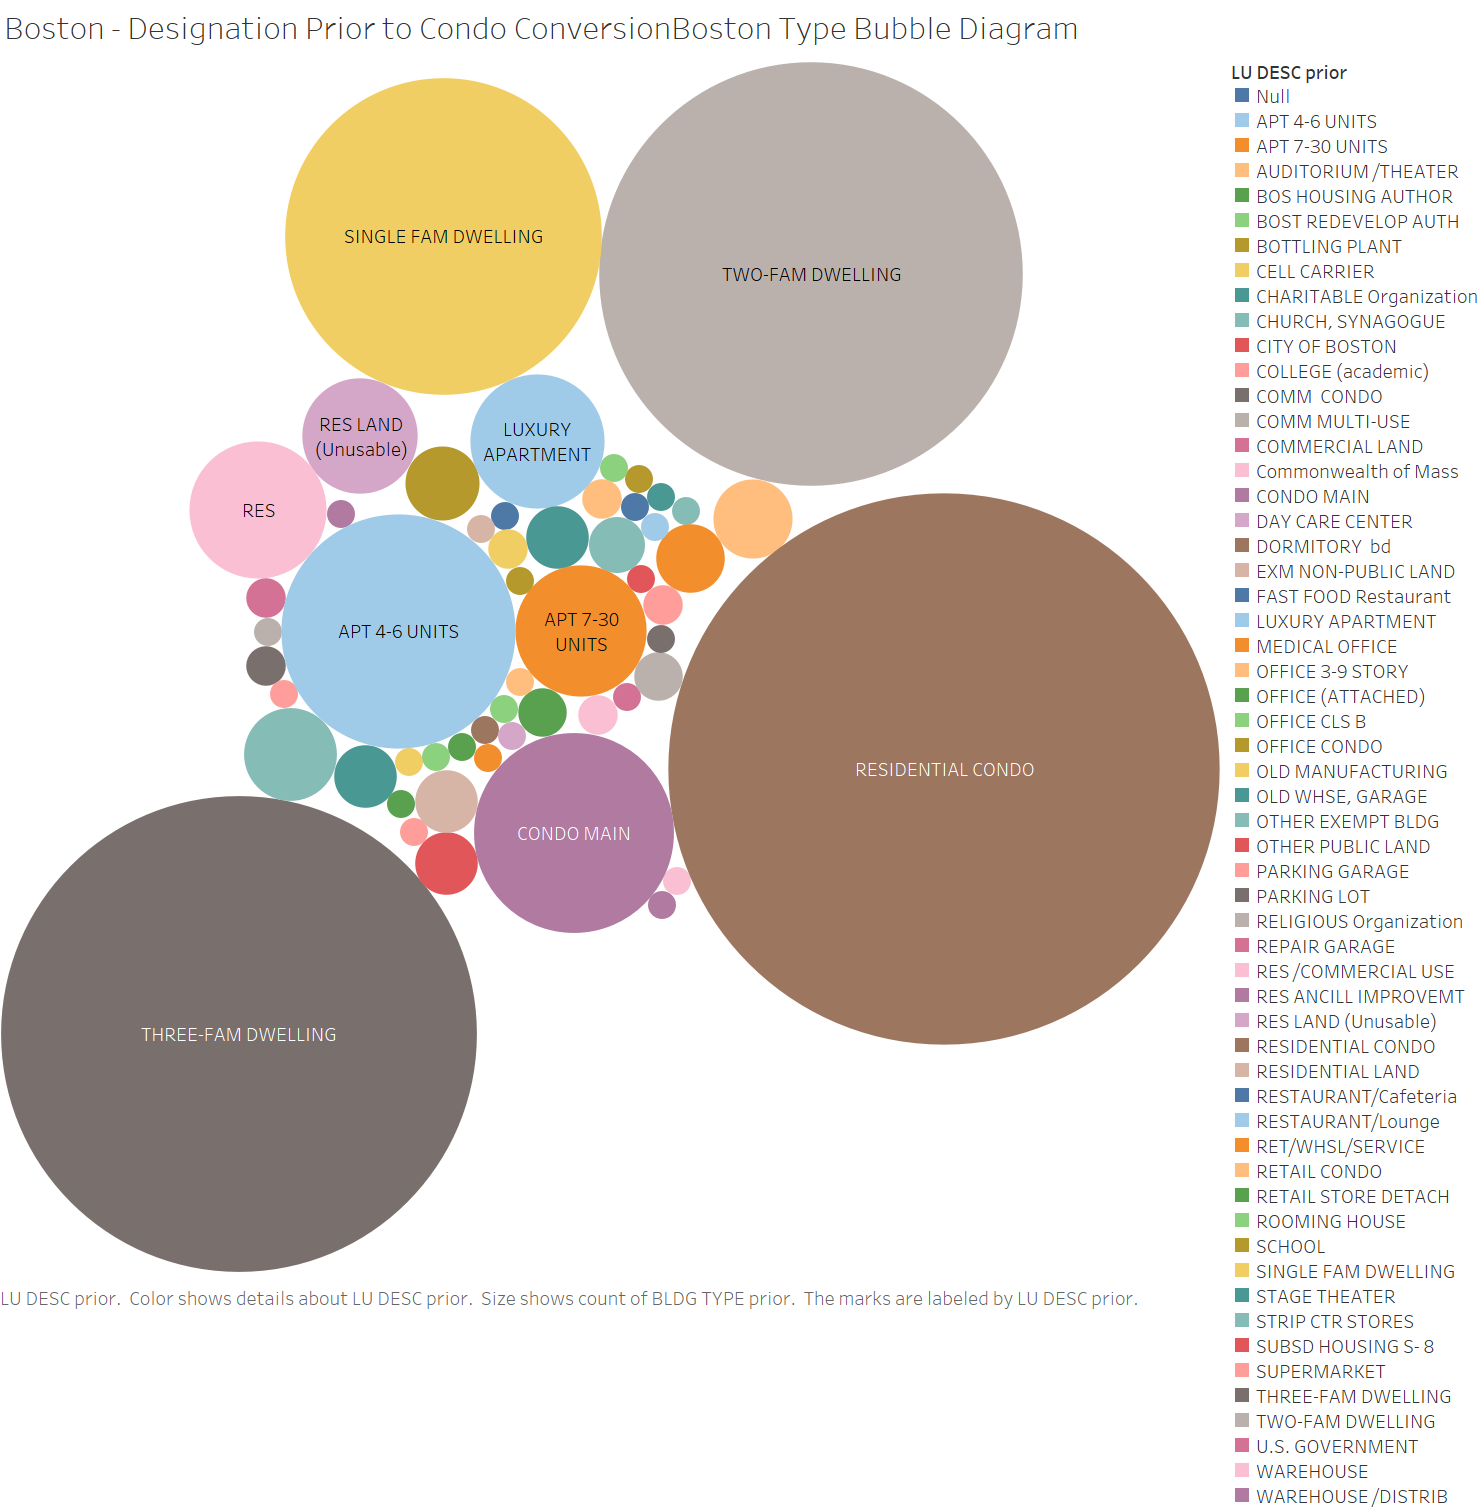 Boston - Designation Prior to Condo ConversionBoston Type Bubble Diagram
SINGLE FAM DWELLING
TWO-FAM DWELLING
RES LAND
(Unusable)
LUXURY
APARTMENT
RES
APT 4-6 UNITS
APT 7-30
UNITS
RESIDENTIAL CONDO
CONDO MAIN
THREE-FAM DWELLING
LU DESC prior.  Color shows details about LU DESC prior.  Size shows count of BLDG TYPE prior.  The marks are labeled by LU DESC prior.
LU DESC prior
Null
APT 4-6 UNITS
APT 7-30 UNITS
AUDITORIUM /THEATER
BOS HOUSING AUTHOR
BOST REDEVELOP AUTH
BOTTLING PLANT
CELL CARRIER
CHARITABLE Organization
CHURCH, SYNAGOGUE
CITY OF BOSTON
COLLEGE (academic)
COMM  CONDO
COMM MULTI-USE
COMMERCIAL LAND
Commonwealth of Mass
CONDO MAIN
DAY CARE CENTER
DORMITORY  bd
EXM NON-PUBLIC LAND
FAST FOOD Restaurant
LUXURY APARTMENT
MEDICAL OFFICE
OFFICE 3-9 STORY
OFFICE (ATTACHED)
OFFICE CLS B
OFFICE CONDO
OLD MANUFACTURING
OLD WHSE, GARAGE
OTHER EXEMPT BLDG
OTHER PUBLIC LAND
PARKING GARAGE
PARKING LOT
RELIGIOUS Organization
REPAIR GARAGE
RES /COMMERCIAL USE
RES ANCILL IMPROVEMT
RES LAND (Unusable)
RESIDENTIAL CONDO
RESIDENTIAL LAND
RESTAURANT/Cafeteria
RESTAURANT/Lounge
RET/WHSL/SERVICE
RETAIL CONDO
RETAIL STORE DETACH
ROOMING HOUSE
SCHOOL
SINGLE FAM DWELLING
STAGE THEATER
STRIP CTR STORES
SUBSD HOUSING S- 8
SUPERMARKET
THREE-FAM DWELLING
TWO-FAM DWELLING
U.S. GOVERNMENT
WAREHOUSE
WAREHOUSE /DISTRIB